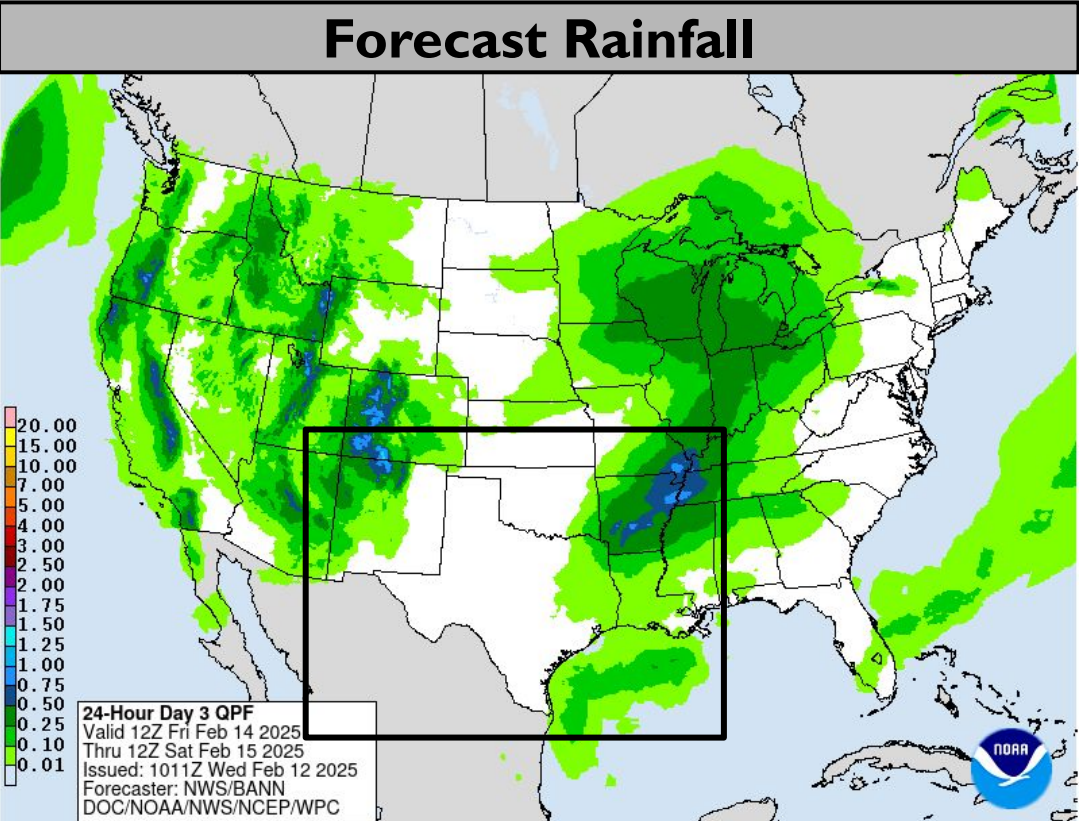 Forecast Rainfall
20.00
15.00
10.00
7.00
5.00
4.00
3.00
2.50
2.00
1.75
1.50
1.25
1.00
0.75
0.50
0.25
0.10
0.01
24-Hour Day 3 QPF
Valid 12Z Fri Feb 14 2025
Thru 12Z Sat Feb 15 2025
Issued: 1011Z Wed Feb 12 2025
Forecaster: NWS/BANN
DOC/NOAA/NWS/NCEP/WPC
NOAA